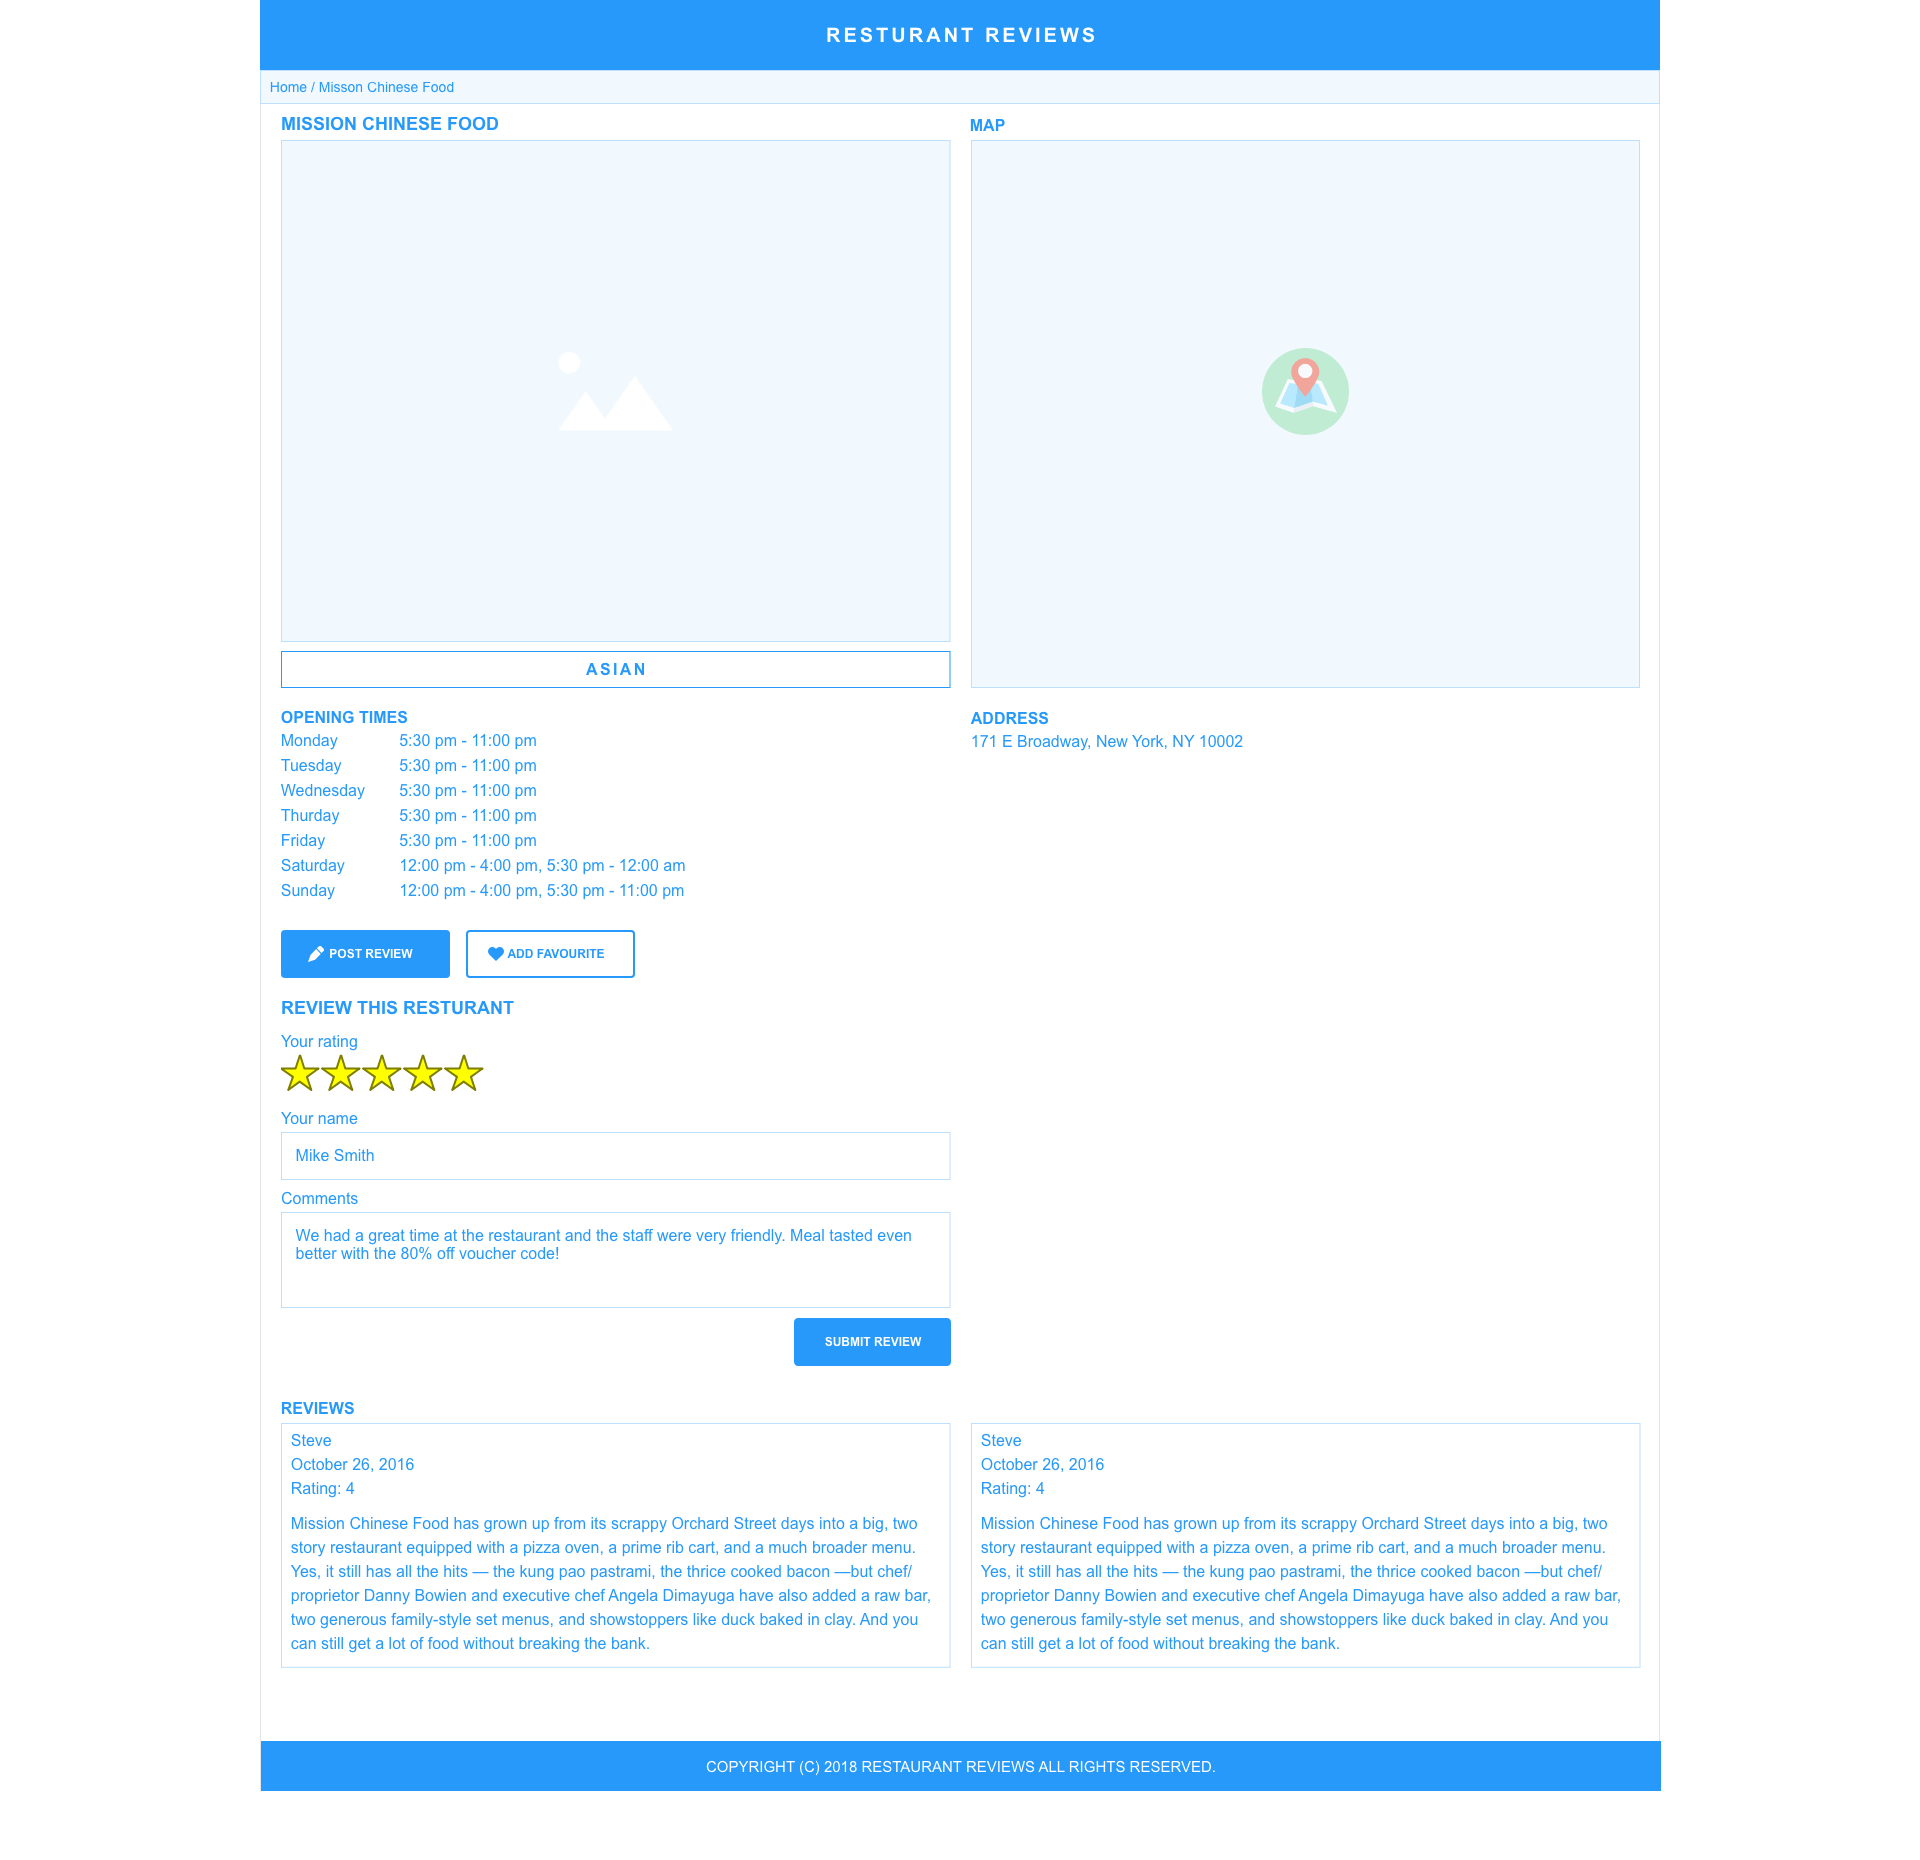 RESTURANT REVIEWS
Home / Misson Chinese Food
MISSION CHINESE FOOD
MAP
ASIAN
OPENING TIMES
Monday 5:30 pm - 11:00 pm
Tuesday 5:30 pm - 11:00 pm
Wednesday 5:30 pm - 11:00 pm
Thurday 5:30 pm - 11:00 pm
Friday 5:30 pm - 11:00 pm
Saturday 12:00 pm - 4:00 pm, 5:30 pm - 12:00 am
Sunday 12:00 pm - 4:00 pm, 5:30 pm - 11:00 pm
ADDRESS
171 E Broadway, New York, NY 10002
POST REVIEW
ADD FAVOURITE
REVIEW THIS RESTURANT
Your rating
Your name
Mike Smith
Comments
We had a great time at the restaurant and the staff were very friendly. Meal tasted even
better with the 80% off voucher code!
SUBMIT REVIEW
REVIEWS
Steve
October 26, 2016
Rating: 4
Mission Chinese Food has grown up from its scrappy Orchard Street days into a big, two
story restaurant equipped with a pizza oven, a prime rib cart, and a much broader menu.
Yes, it still has all the hits — the kung pao pastrami, the thrice cooked bacon —but chef/
proprietor Danny Bowien and executive chef Angela Dimayuga have also added a raw bar,
two generous family-style set menus, and showstoppers like duck baked in clay. And you
can still get a lot of food without breaking the bank.
Steve
October 26, 2016
Rating: 4
Mission Chinese Food has grown up from its scrappy Orchard Street days into a big, two
story restaurant equipped with a pizza oven, a prime rib cart, and a much broader menu.
Yes, it still has all the hits — the kung pao pastrami, the thrice cooked bacon —but chef/
proprietor Danny Bowien and executive chef Angela Dimayuga have also added a raw bar,
two generous family-style set menus, and showstoppers like duck baked in clay. And you
can still get a lot of food without breaking the bank.
COPYRIGHT (C) 2018 RESTAURANT REVIEWS ALL RIGHTS RESERVED.